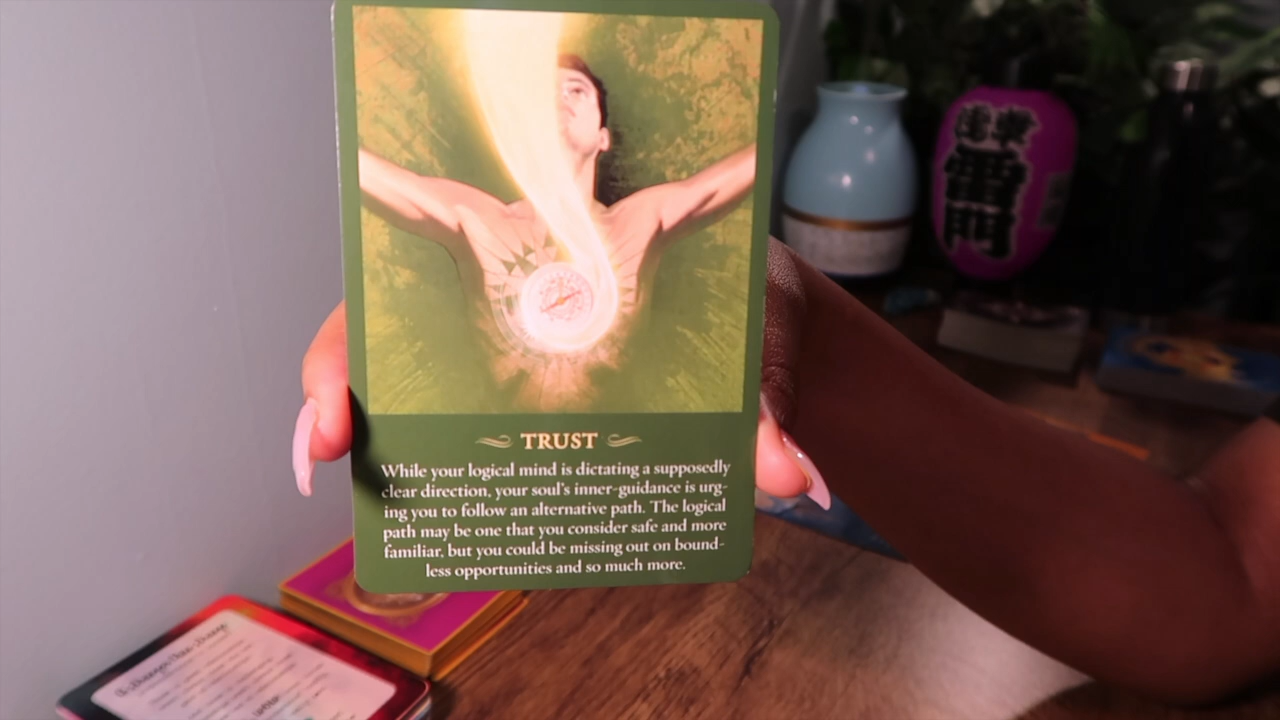 TRUST
While your logical mind is dictating a supposedly
clear direction, your soul's inner-guidance is urg-
ing you to follow an alternative path. The logical
path may be one that you consider safe and more
familiar, but you could be missing out on bound-
less opportunities and so much more.
雷門